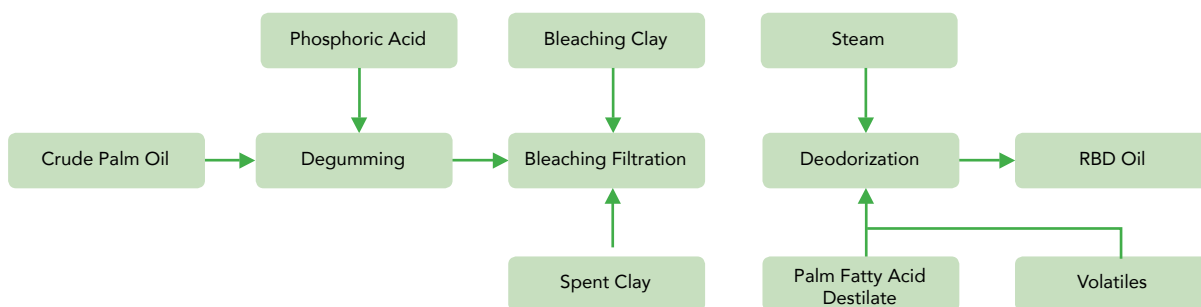 Phosphoric Acid
Bleaching Clay
Steam
Crude Palm Oil
Degumming
Bleaching Filtration
Deodorization
RBD Oil
Spent Clay
Palm Fatty Acid
Destilate
Volatiles